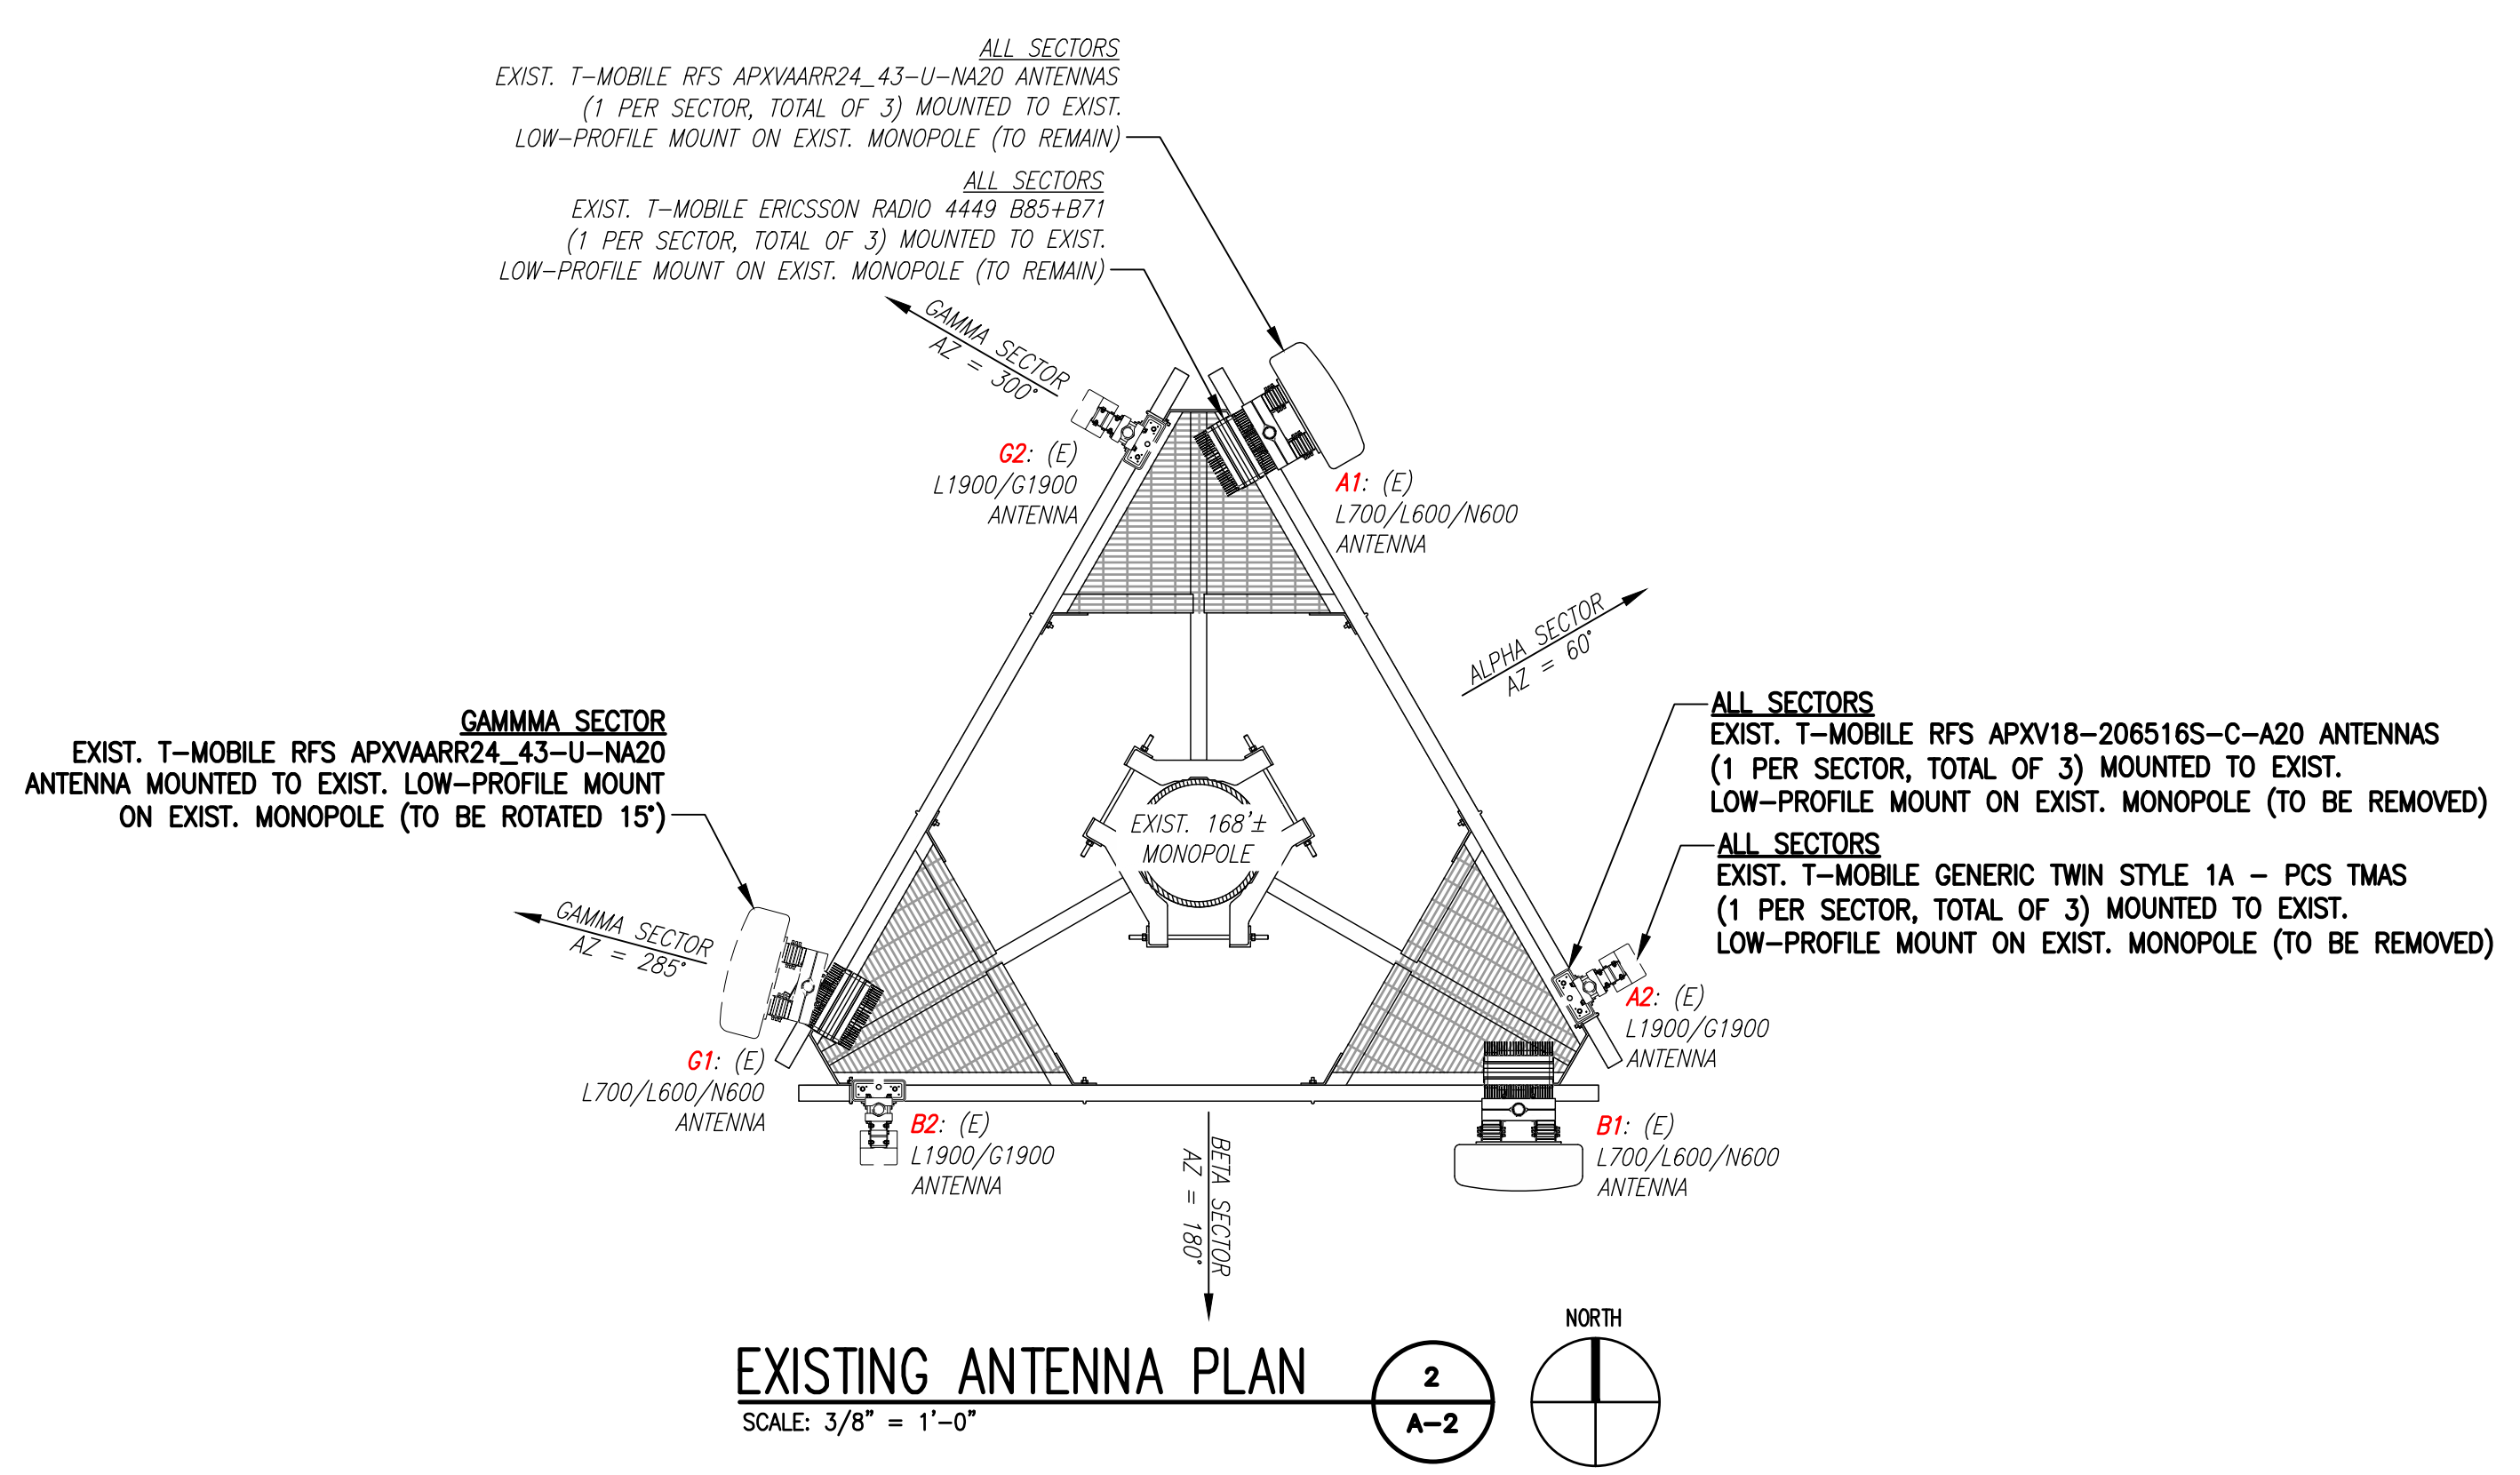 ALL SECTORS
EXIST. T-MOBILE RFS APXVAARR24_43-U-NA20 ANTENNAS
(1 PER SECTOR, TOTAL OF 3) MOUNTED TO EXIST.
LOW-PROFILE MOUNT ON EXIST. MONOPOLE (TO REMAIN)
ALL SECTORS
EXIST. T-MOBILE ERICSSON RADIO 4449 B85+B71
(1 PER SECTOR, TOTAL OF 3) MOUNTED TO EXIST.
LOW-PROFILE MOUNT ON EXIST. MONOPOLE (TO REMAIN)
GAMMA SECTOR
AZ = 300°
G2: (E)
L1900/G1900
ANTENNA
A1: (E)
L700/L600/N600
ANTENNA
ALPHA SECTOR
AZ = 60°
GAMMMA SECTOR
EXIST. T-MOBILE RFS APXVAARR24_43-U-NA20
ANTENNA MOUNTED TO EXIST. LOW-PROFILE MOUNT
ON EXIST. MONOPOLE (TO BE ROTATED 15°)
ALL SECTORS
EXIST. T-MOBILE RFS APXV18-206516S-C-A20 ANTENNAS
(1 PER SECTOR, TOTAL OF 3) MOUNTED TO EXIST.
LOW-PROFILE MOUNT ON EXIST. MONOPOLE (TO BE REMOVED)
ALL SECTORS
EXIST. T-MOBILE GENERIC TWIN STYLE 1A - PCS TMAS
(1 PER SECTOR, TOTAL OF 3) MOUNTED TO EXIST.
LOW-PROFILE MOUNT ON EXIST. MONOPOLE (TO BE REMOVED)
EXIST. 168'±
MONOPOLE
GAMMA SECTOR
AZ = 285°
A2: (E)
L1900/G1900
ANTENNA
G1: (E)
L700/L600/N600
ANTENNA
B2: (E)
L1900/G1900
ANTENNA
B1: (E)
L700/L600/N600
ANTENNA
BETA SECTOR
AZ = 180°
NORTH
EXISTING ANTENNA PLAN
SCALE: 3/8" = 1'-0"
2
A-2